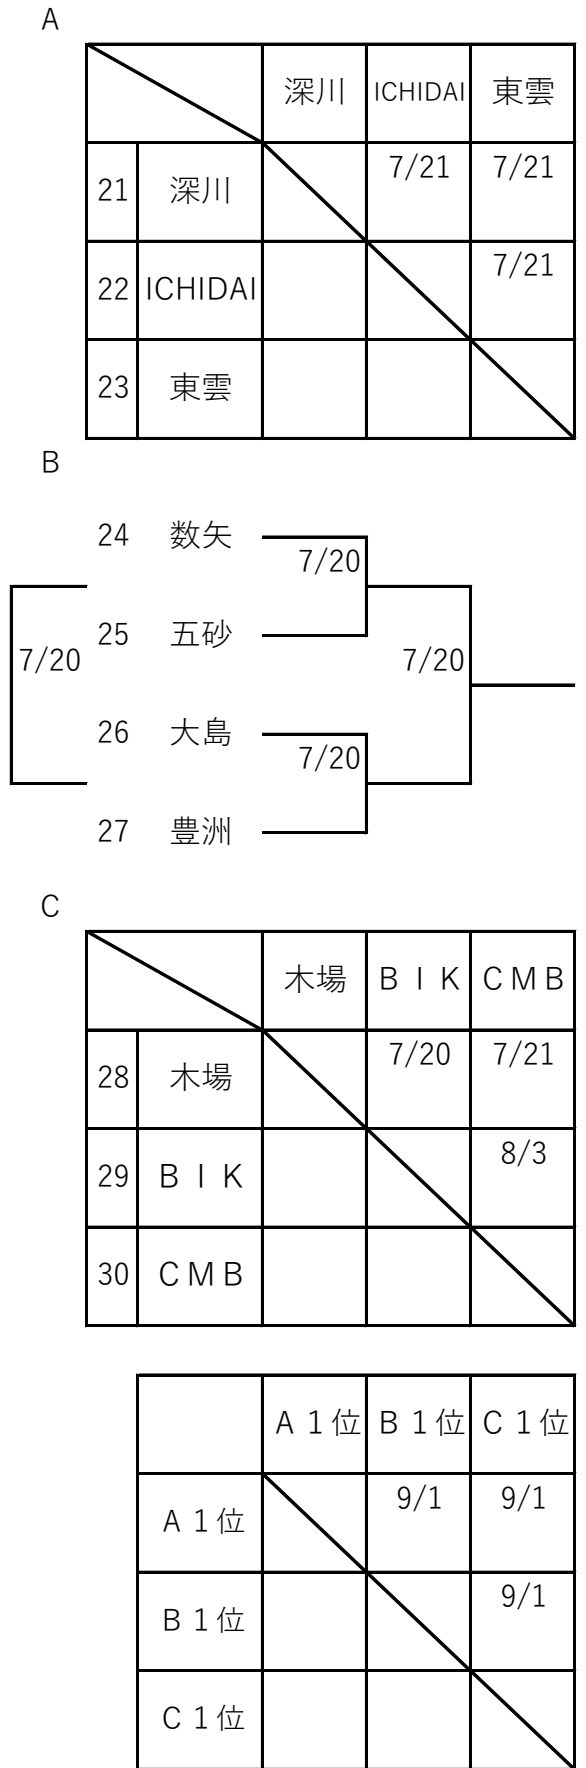 A
深川 ICHIDAI 東雲
21 深川 7/21 7/21
22 ICHIDAI 7/21
23 東雲
B
24 数矢
7/20
25 五砂
7/20 7/20
26 大島
7/20
27 豊洲
C
木場 ＢＩＫ ＣＭＢ
28 木場 7/20 7/21
29 ＢＩＫ 8/3
30 ＣＭＢ
Ａ１位 Ｂ１位 Ｃ１位
Ａ１位 9/1 9/1
Ｂ１位 9/1
Ｃ１位